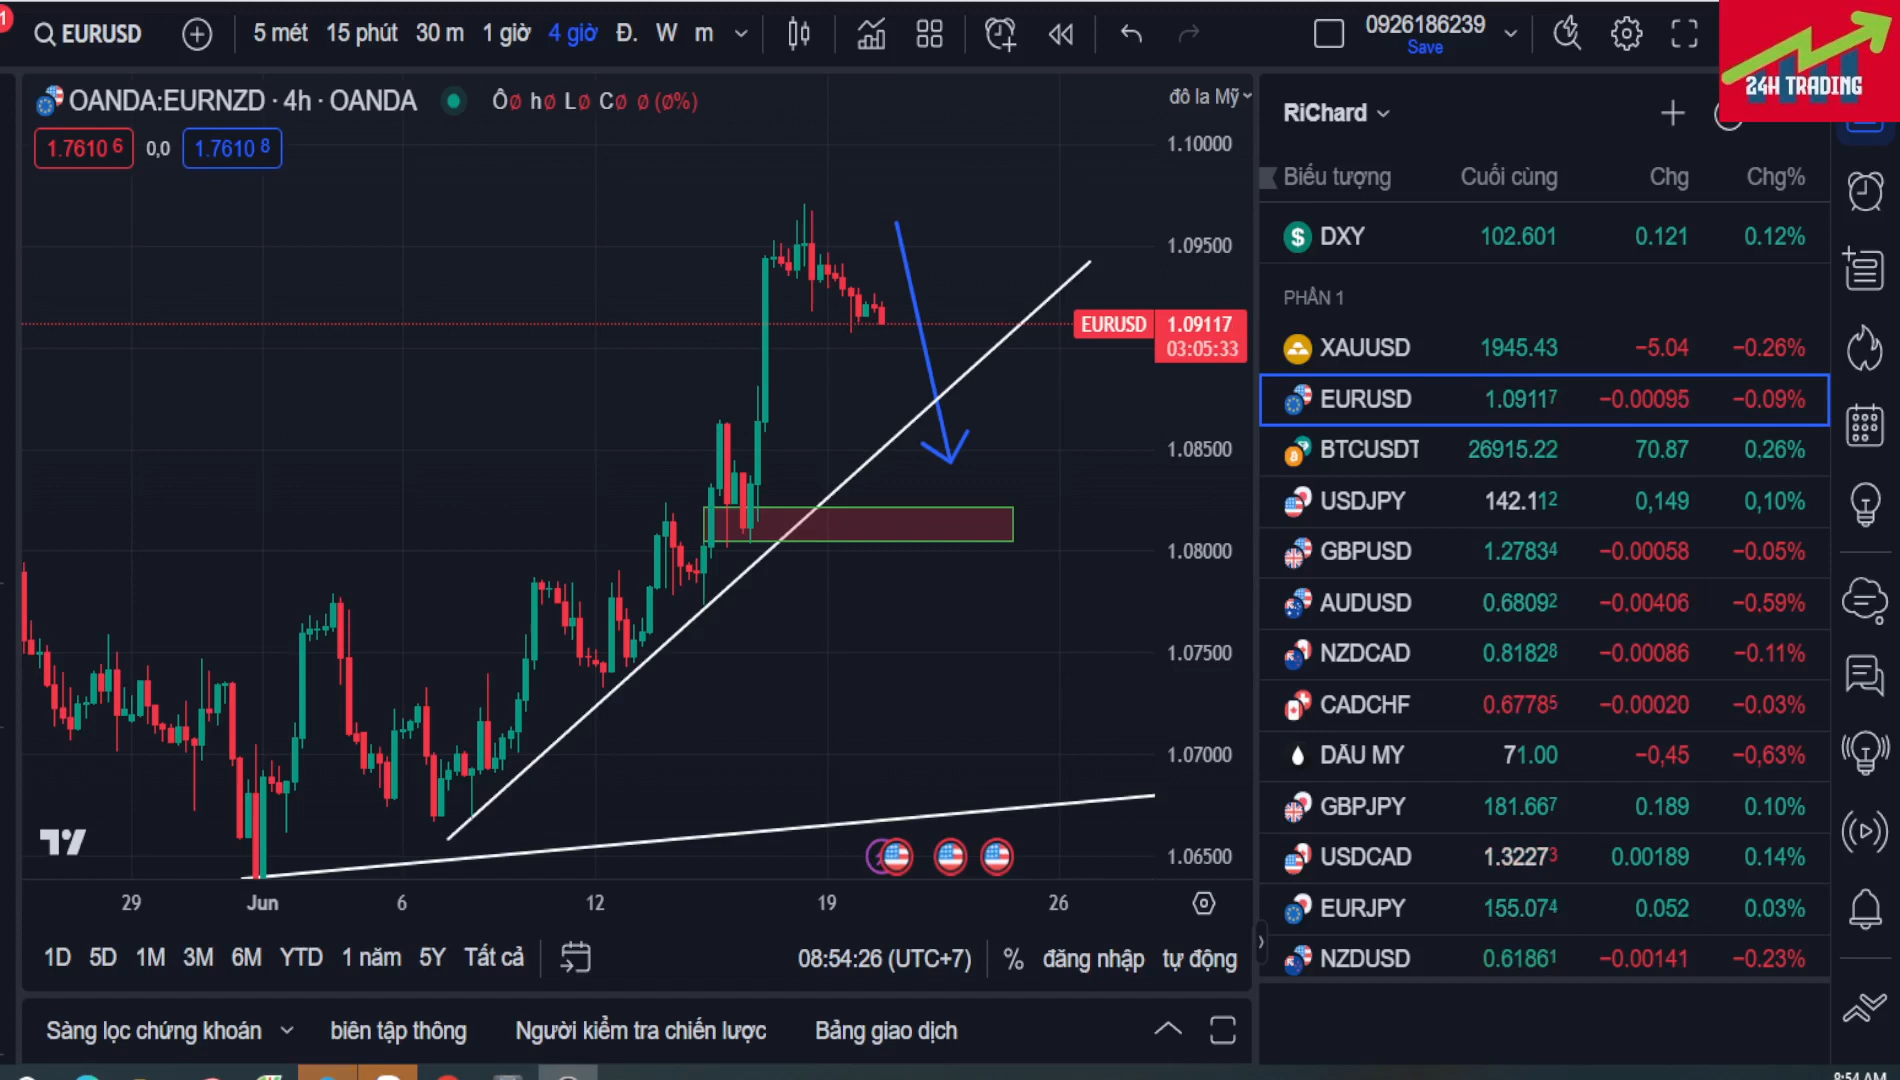 1
EURUSD
5 mét 15 phút 30 m 1 giờ 4 giờ Đ. W m
0926186239
Save
24H TRADING
OANDA:EURNZD · 4h · OANDA
Ôø hø Lø Cø ø (ø%)
1.76106
0,0
1.76108
đô la Mỹ
1.10000
1.09500
EURUSD
1.09117
03:05:33
1.08500
1.08000
1.07500
1.07000
1.06500
29 Jun 6 12 19 26
1D 5D 1M 3M 6M YTD 1 năm 5Y Tất cả
08:54:26 (UTC+7)
% đăng nhập tự động
Sàng lọc chứng khoán
biên tập thông
Người kiểm tra chiến lược
Bảng giao dịch
RiChard
Biểu tượng Cuối cùng Chg Chg%
DXY 102.601 0.121 0.12%
PHẦN 1
XAUUSD 1945.43 −5.04 −0.26%
EURUSD 1.09117 −0.00095 −0.09%
BTCUSDT 26915.22 70.87 0,26%
USDJPY 142.112 0,149 0,10%
GBPUSD 1.27834 −0.00058 −0.05%
AUDUSD 0.68092 −0.00406 −0.59%
NZDCAD 0.81828 −0.00086 −0.11%
CADCHF 0.67785 −0.00020 −0.03%
DẦU MY 71.00 −0,45 −0,63%
GBPJPY 181.667 0.189 0.10%
USDCAD 1.32273 0.00189 0.14%
EURJPY 155.074 0.052 0.03%
NZDUSD 0.61861 −0.00141 −0.23%
8:54 AM